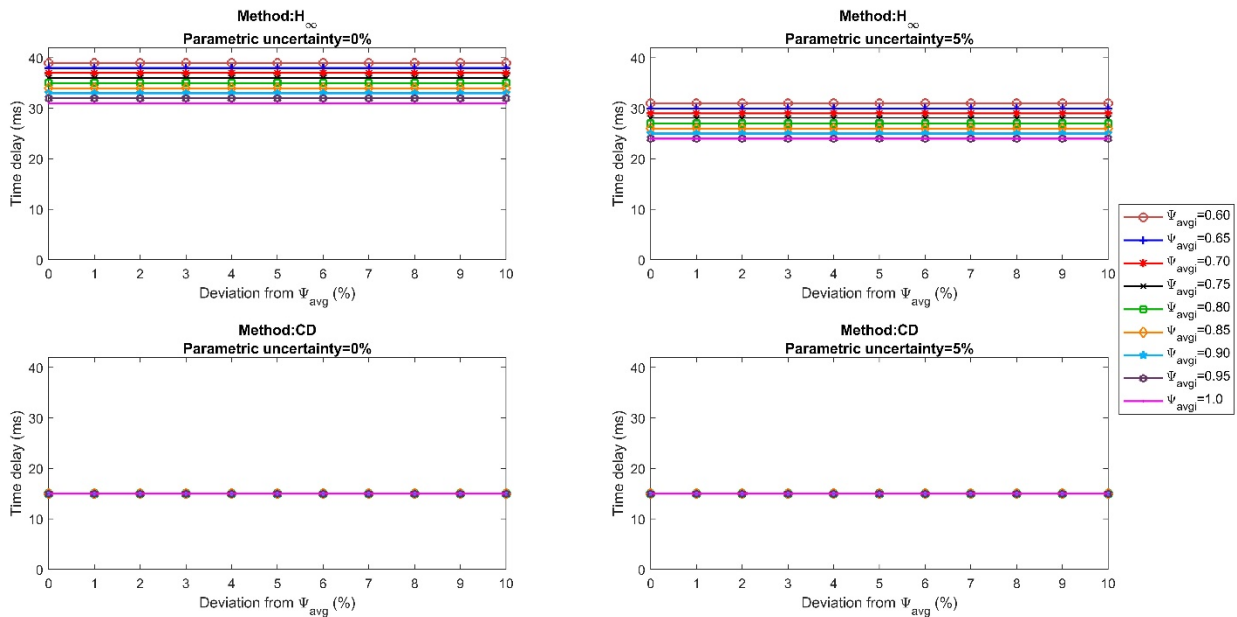 Method:H∞
Parametric uncertainty=0%
40
30
20
10
0
Time delay (ms)
0 1 2 3 4 5 6 7 8 9 10
Deviation from Ψavg (%)
Method:H∞
Parametric uncertainty=5%
40
30
20
10
0
Time delay (ms)
0 1 2 3 4 5 6 7 8 9 10
Deviation from Ψavg (%)
Ψavgi=0.60
Ψavgi=0.65
Ψavgi=0.70
Ψavgi=0.75
Ψavgi=0.80
Ψavgi=0.85
Ψavgi=0.90
Ψavgi=0.95
Ψavgi=1.0
Method:CD
Parametric uncertainty=0%
40
30
20
10
0
Time delay (ms)
0 1 2 3 4 5 6 7 8 9 10
Deviation from Ψavg (%)
Method:CD
Parametric uncertainty=5%
40
30
20
10
0
Time delay (ms)
0 1 2 3 4 5 6 7 8 9 10
Deviation from Ψavg (%)